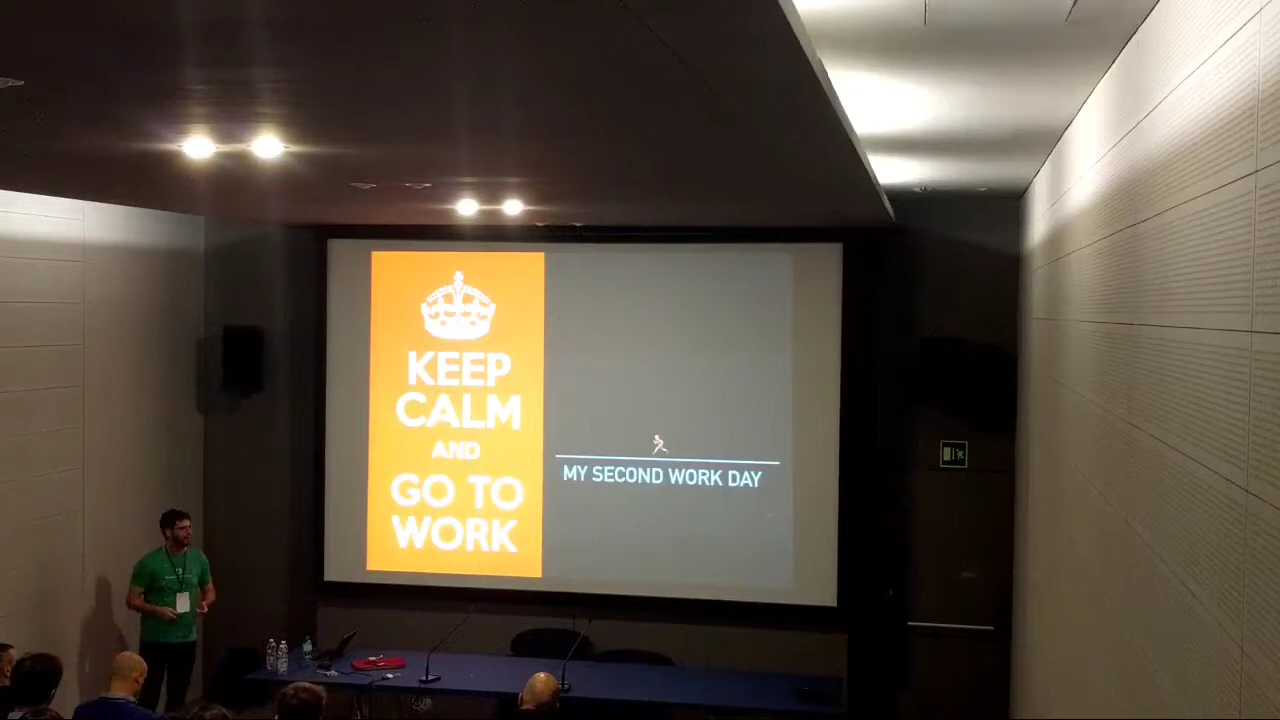 KEEP
CALM
AND
GO TO
WORK
MY SECOND WORK DAY